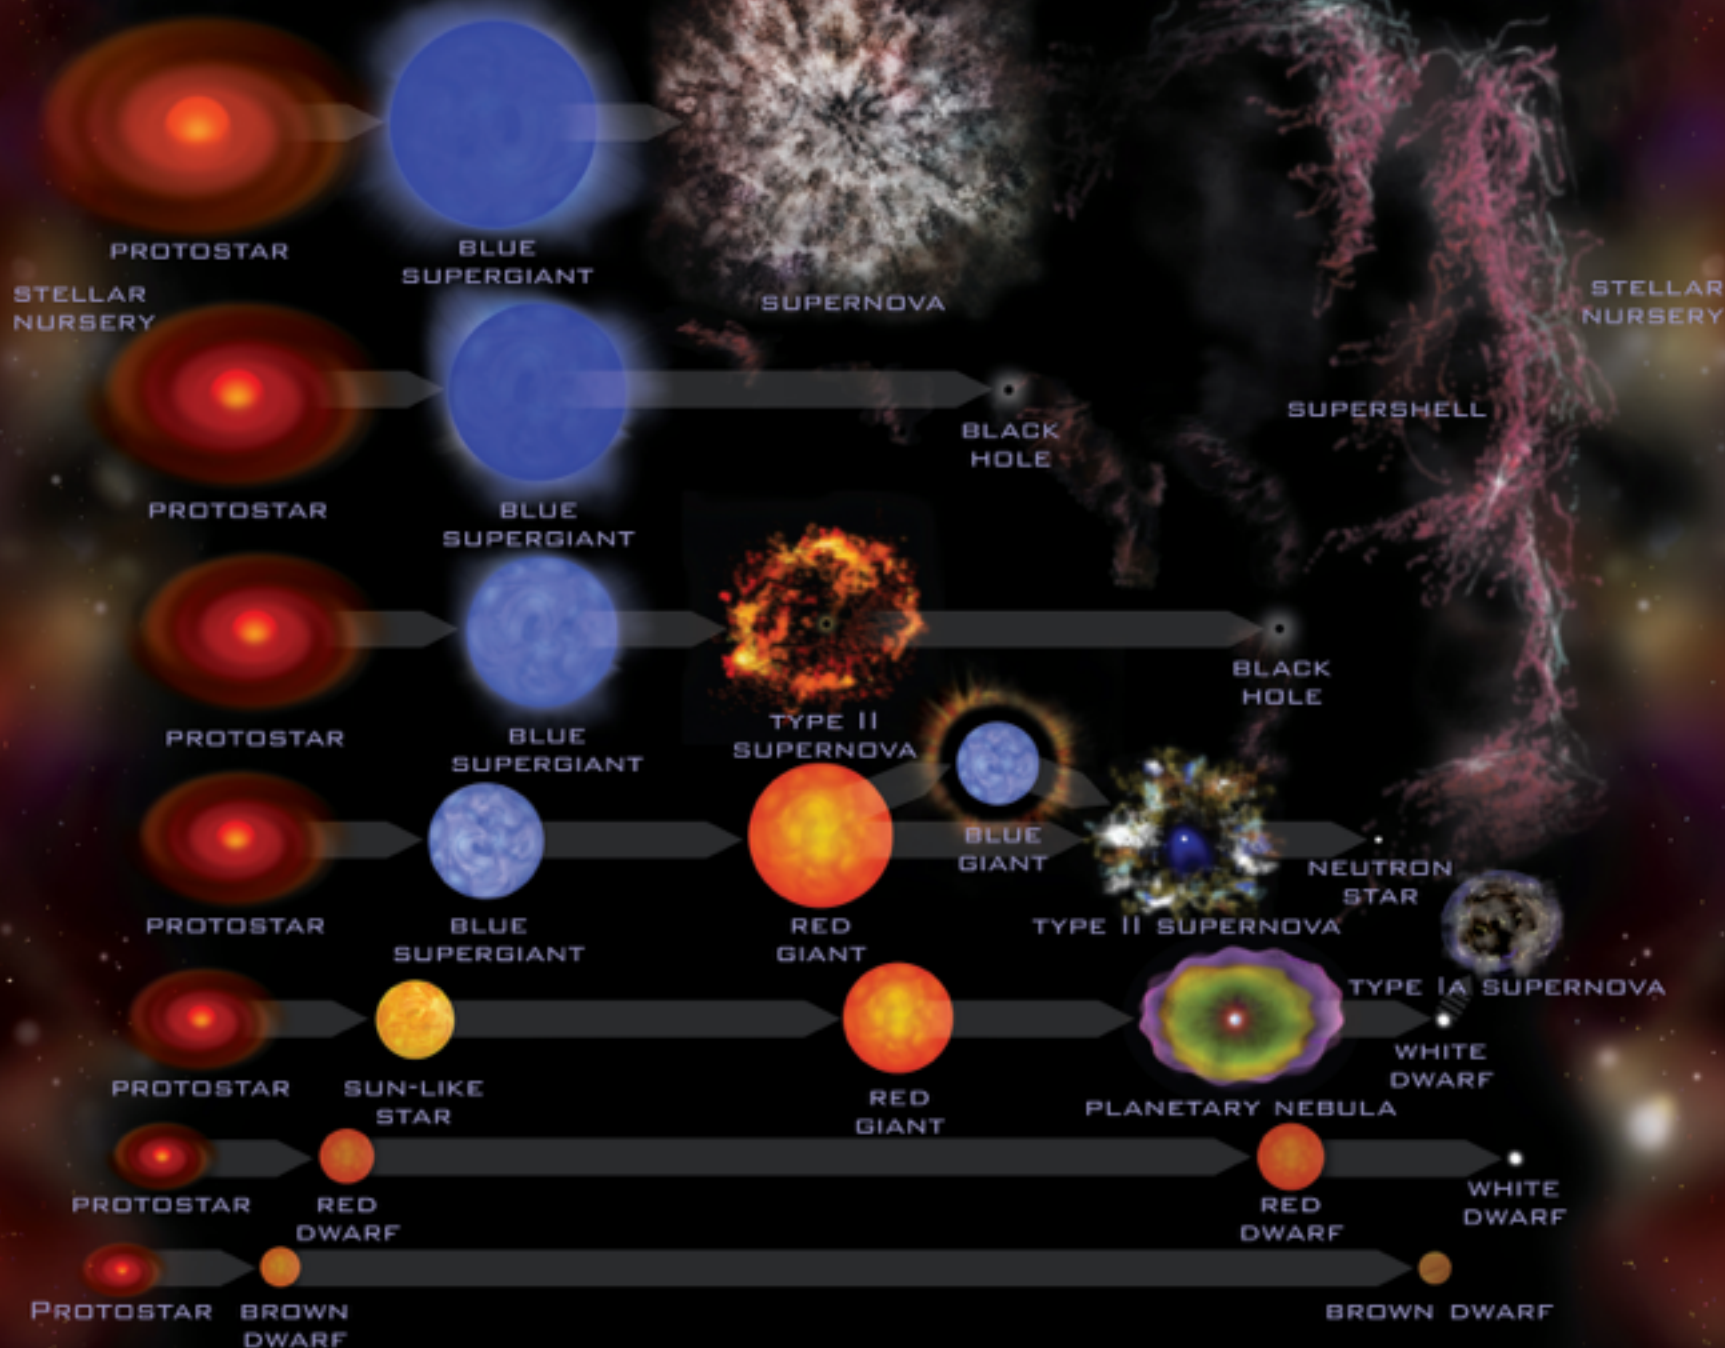 PROTOSTAR
BLUE
SUPERGIANT
SUPERNOVA
STELLAR
NURSERY
STELLAR
NURSERY
PROTOSTAR
BLUE
SUPERGIANT
BLACK
HOLE
SUPERSHELL
PROTOSTAR
BLUE
SUPERGIANT
TYPE II
SUPERNOVA
BLACK
HOLE
PROTOSTAR
BLUE
SUPERGIANT
RED
GIANT
BLUE
GIANT
TYPE II SUPERNOVA
NEUTRON
STAR
PROTOSTAR
SUN-LIKE
STAR
RED
GIANT
PLANETARY NEBULA
TYPE IA SUPERNOVA
WHITE
DWARF
PROTOSTAR
RED
DWARF
RED
DWARF
WHITE
DWARF
PROTOSTAR
BROWN
DWARF
BROWN DWARF